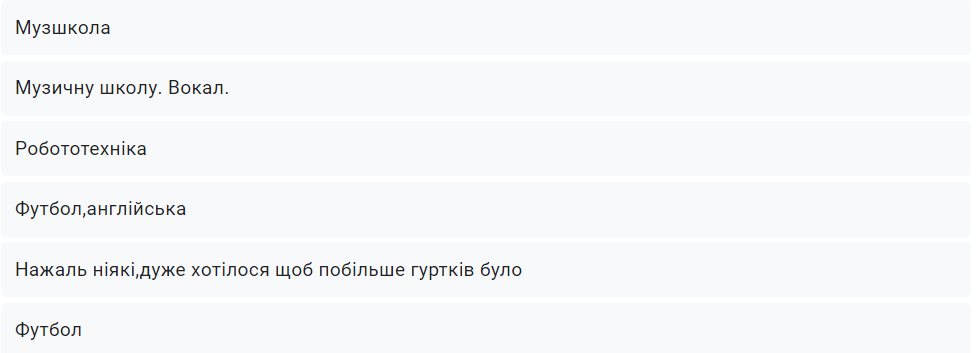 Музшкола
Музичну школу. Вокал.
Робототехніка
Футбол,англійська
Нажаль ніякі,дуже хотілося щоб побільше гуртків було
Футбол